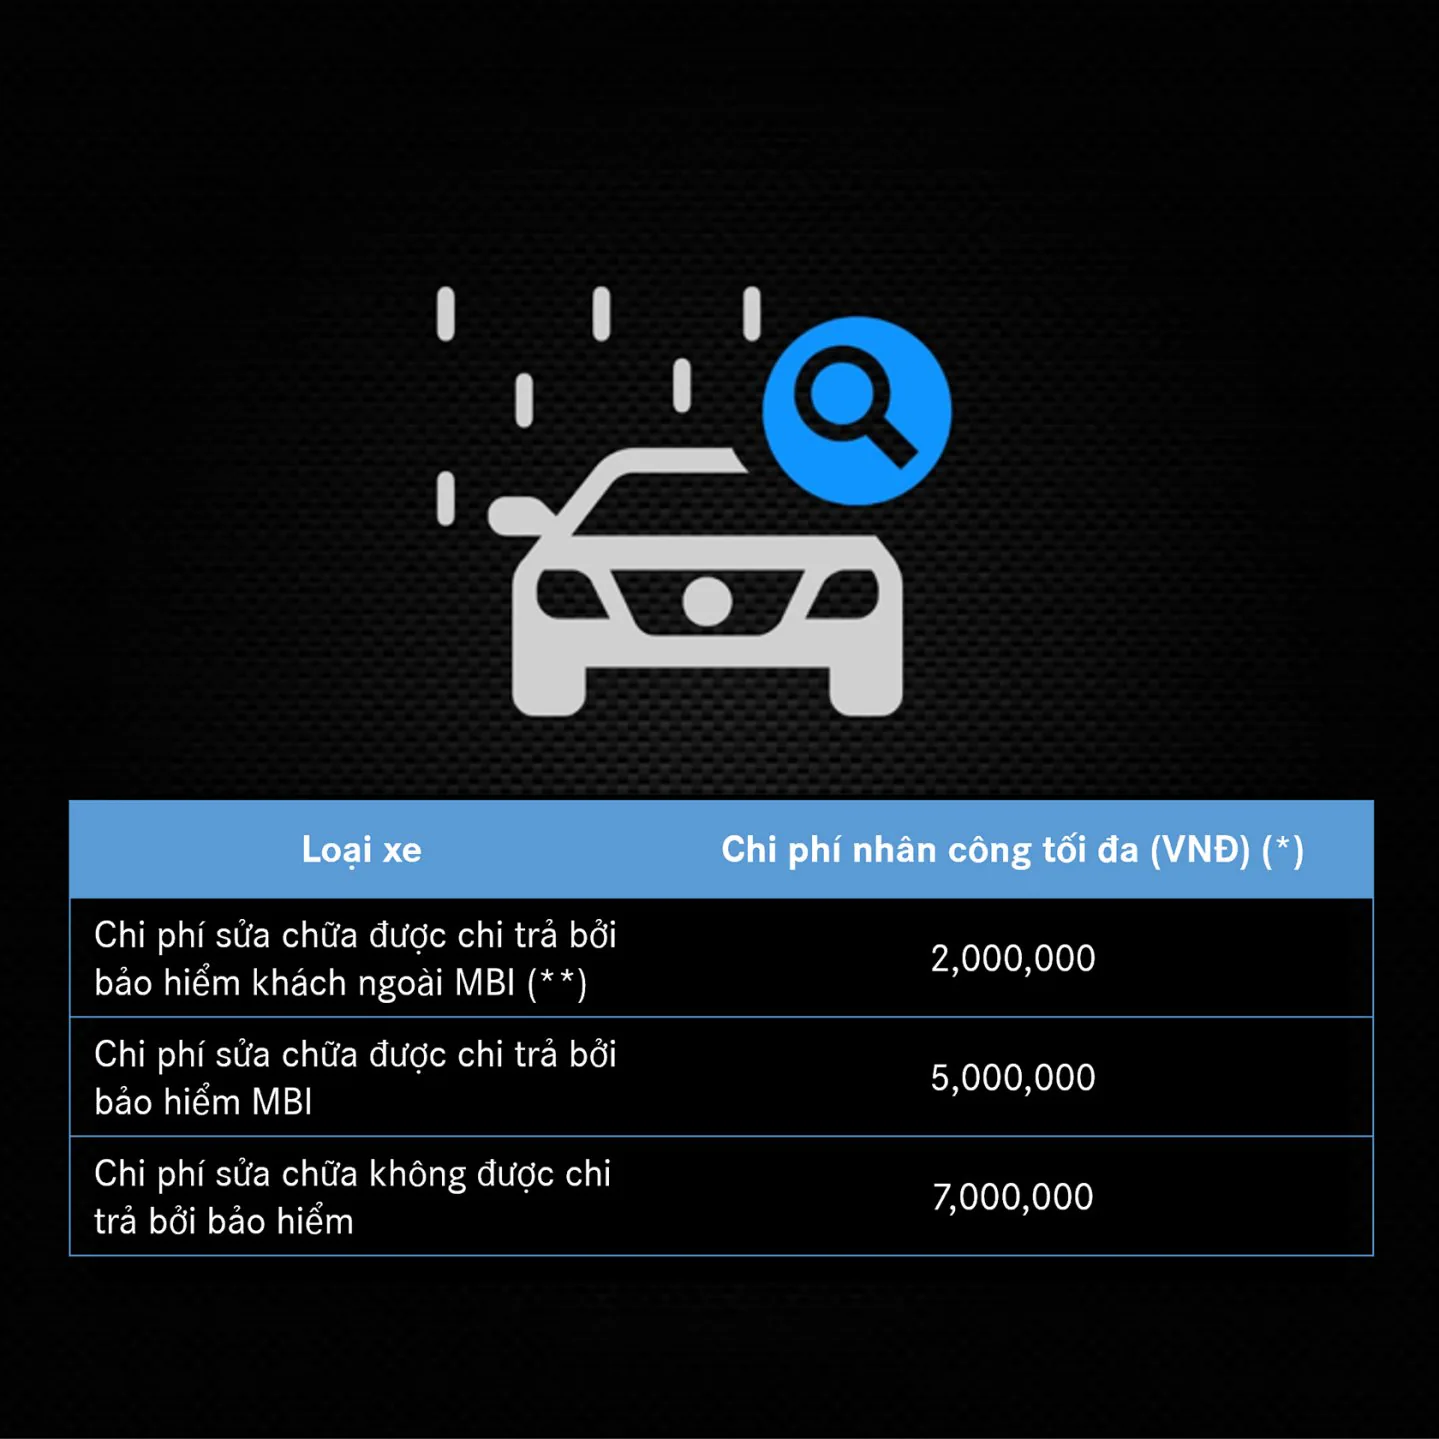 Loại xe
Chi phí nhân công tối đa (VNĐ) (*)
Chi phí sửa chữa được chi trả bởi
bảo hiểm khách ngoài MBI (**)
2,000,000
Chi phí sửa chữa được chi trả bởi
bảo hiểm MBI
5,000,000
Chi phí sửa chữa không được chi
trả bởi bảo hiểm
7,000,000